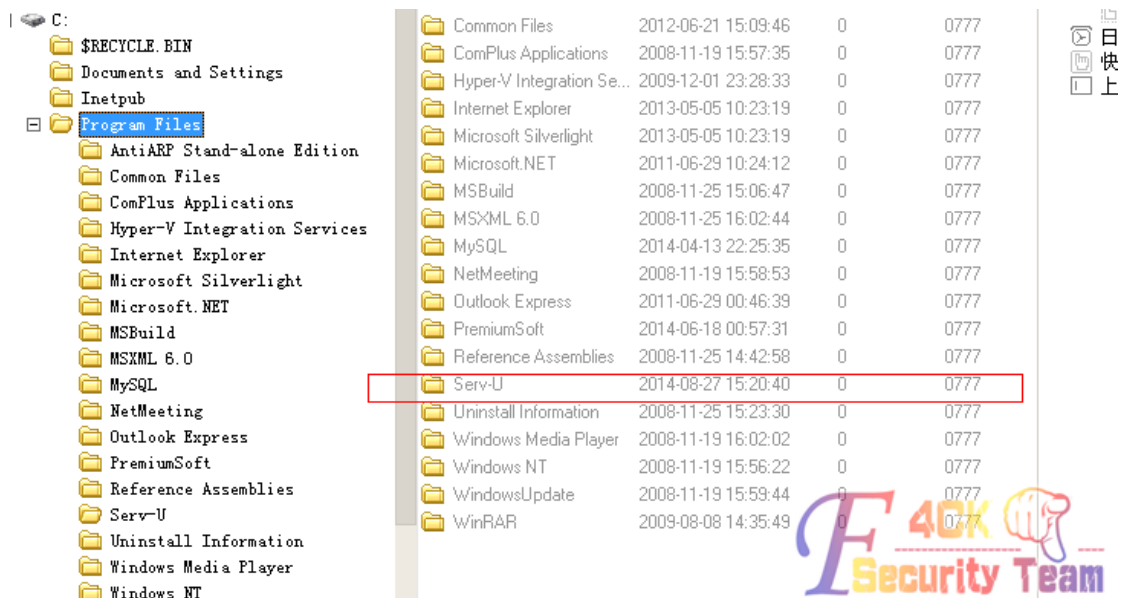 C:
$RECYCLE.BIN
Documents and Settings
Inetpub
Program Files
AntiARP Stand-alone Edition
Common Files
ComPlus Applications
Hyper-V Integration Services
Internet Explorer
Microsoft Silverlight
Microsoft.NET
MSBuild
MSXML 6.0
MySQL
NetMeeting
Outlook Express
PremiumSoft
Reference Assemblies
Serv-U
Uninstall Information
Windows Media Player
Windows NT
Common Files 2012-06-21 15:09:46 0 0777
ComPlus Applications 2008-11-19 15:57:35 0 0777
Hyper-V Integration Se... 2009-12-01 23:28:33 0 0777
Internet Explorer 2013-05-05 10:23:19 0 0777
Microsoft Silverlight 2013-05-05 10:23:19 0 0777
Microsoft.NET 2011-06-29 10:24:12 0 0777
MSBuild 2008-11-25 15:06:47 0 0777
MSXML 6.0 2008-11-25 16:02:44 0 0777
MySQL 2014-04-13 22:25:35 0 0777
NetMeeting 2008-11-19 15:58:53 0 0777
Outlook Express 2011-06-29 00:46:39 0 0777
PremiumSoft 2014-06-18 00:57:31 0 0777
Reference Assemblies 2008-11-25 14:42:58 0 0777
Serv-U 2014-08-27 15:20:40 0 0777
Uninstall Information 2008-11-25 15:23:30 0 0777
Windows Media Player 2008-11-19 16:02:02 0 0777
Windows NT 2008-11-19 15:56:22 0 0777
WindowsUpdate 2008-11-19 15:59:44 0 0777
WinRAR 2009-08-08 14:35:49 0 0777
日
快
上
F 40K
Security Team